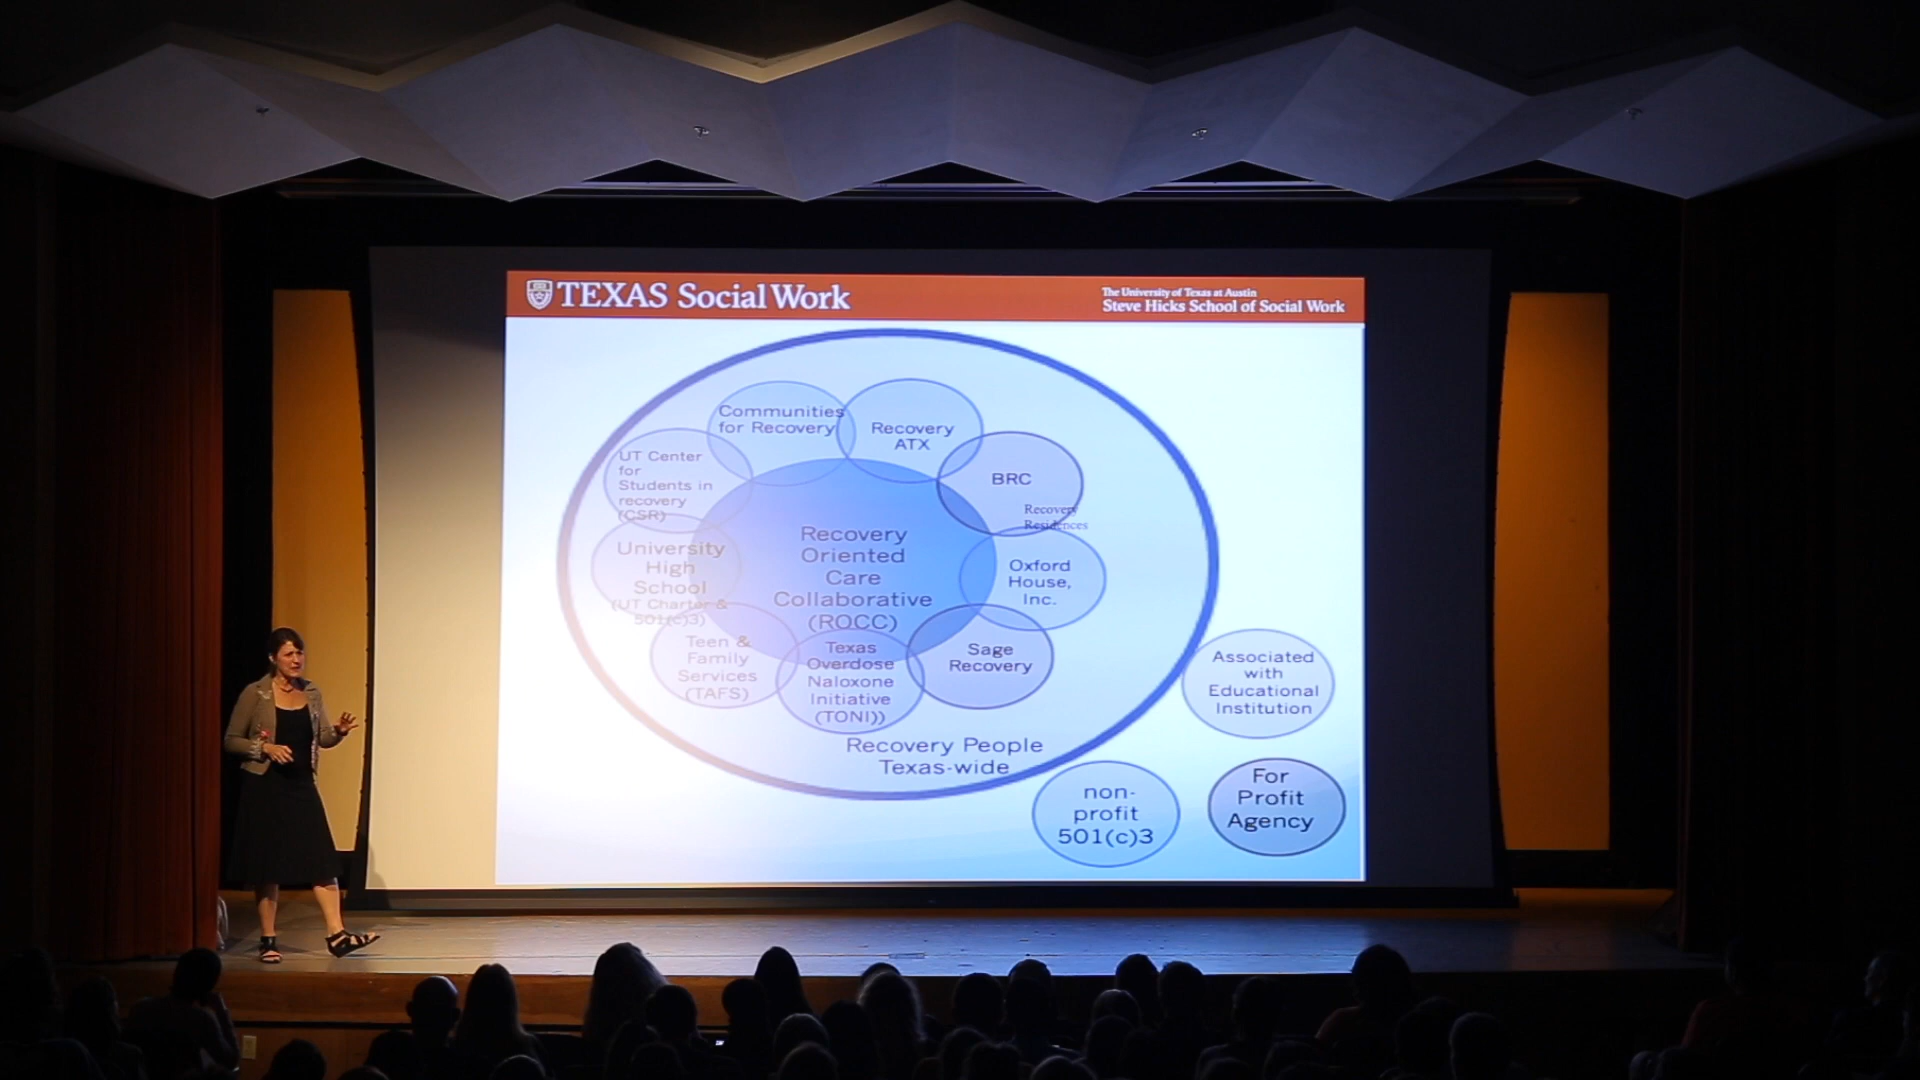 TEXAS Social Work
The University of Texas at Austin
Steve Hicks School of Social Work
Communities
for Recovery
Recovery
ATX
UT Center
for
Students in
recovery
(CSR)
BRC
Recovery
Residences
University
High
School
(UT Charter &
501(c)3)
Recovery
Oriented
Care
Collaborative
(ROCC)
Oxford
House,
Inc.
Teen &
Family
Services
(TAFS)
Texas
Overdose
Naloxone
Initiative
(TONI))
Sage
Recovery
Recovery People
Texas-wide
Associated
with
Educational
Institution
non-
profit
501(c)3
For
Profit
Agency